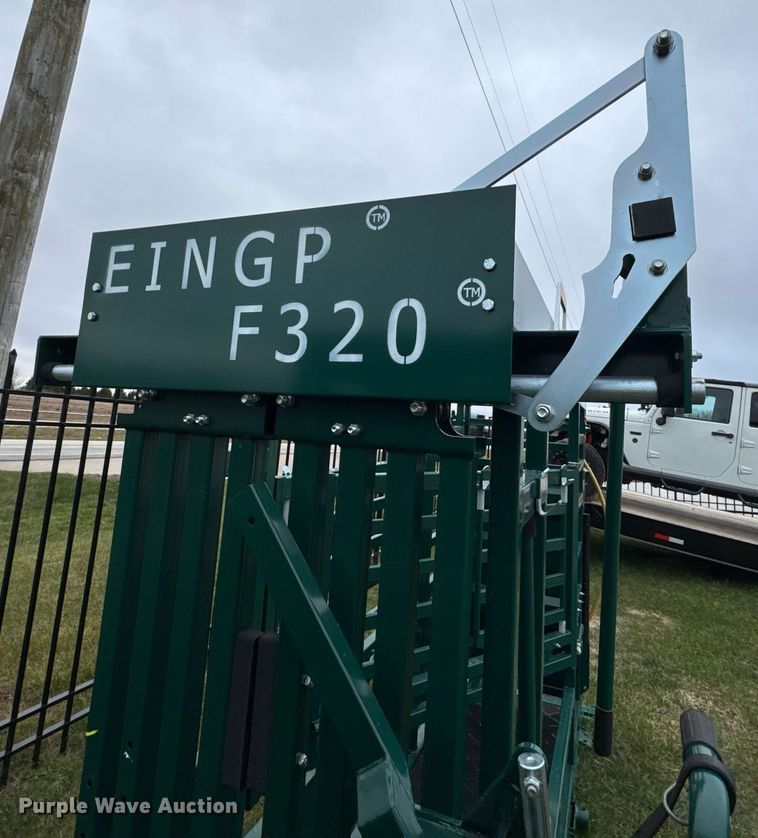 EINGP TM
F320 TM
Purple Wave Auction